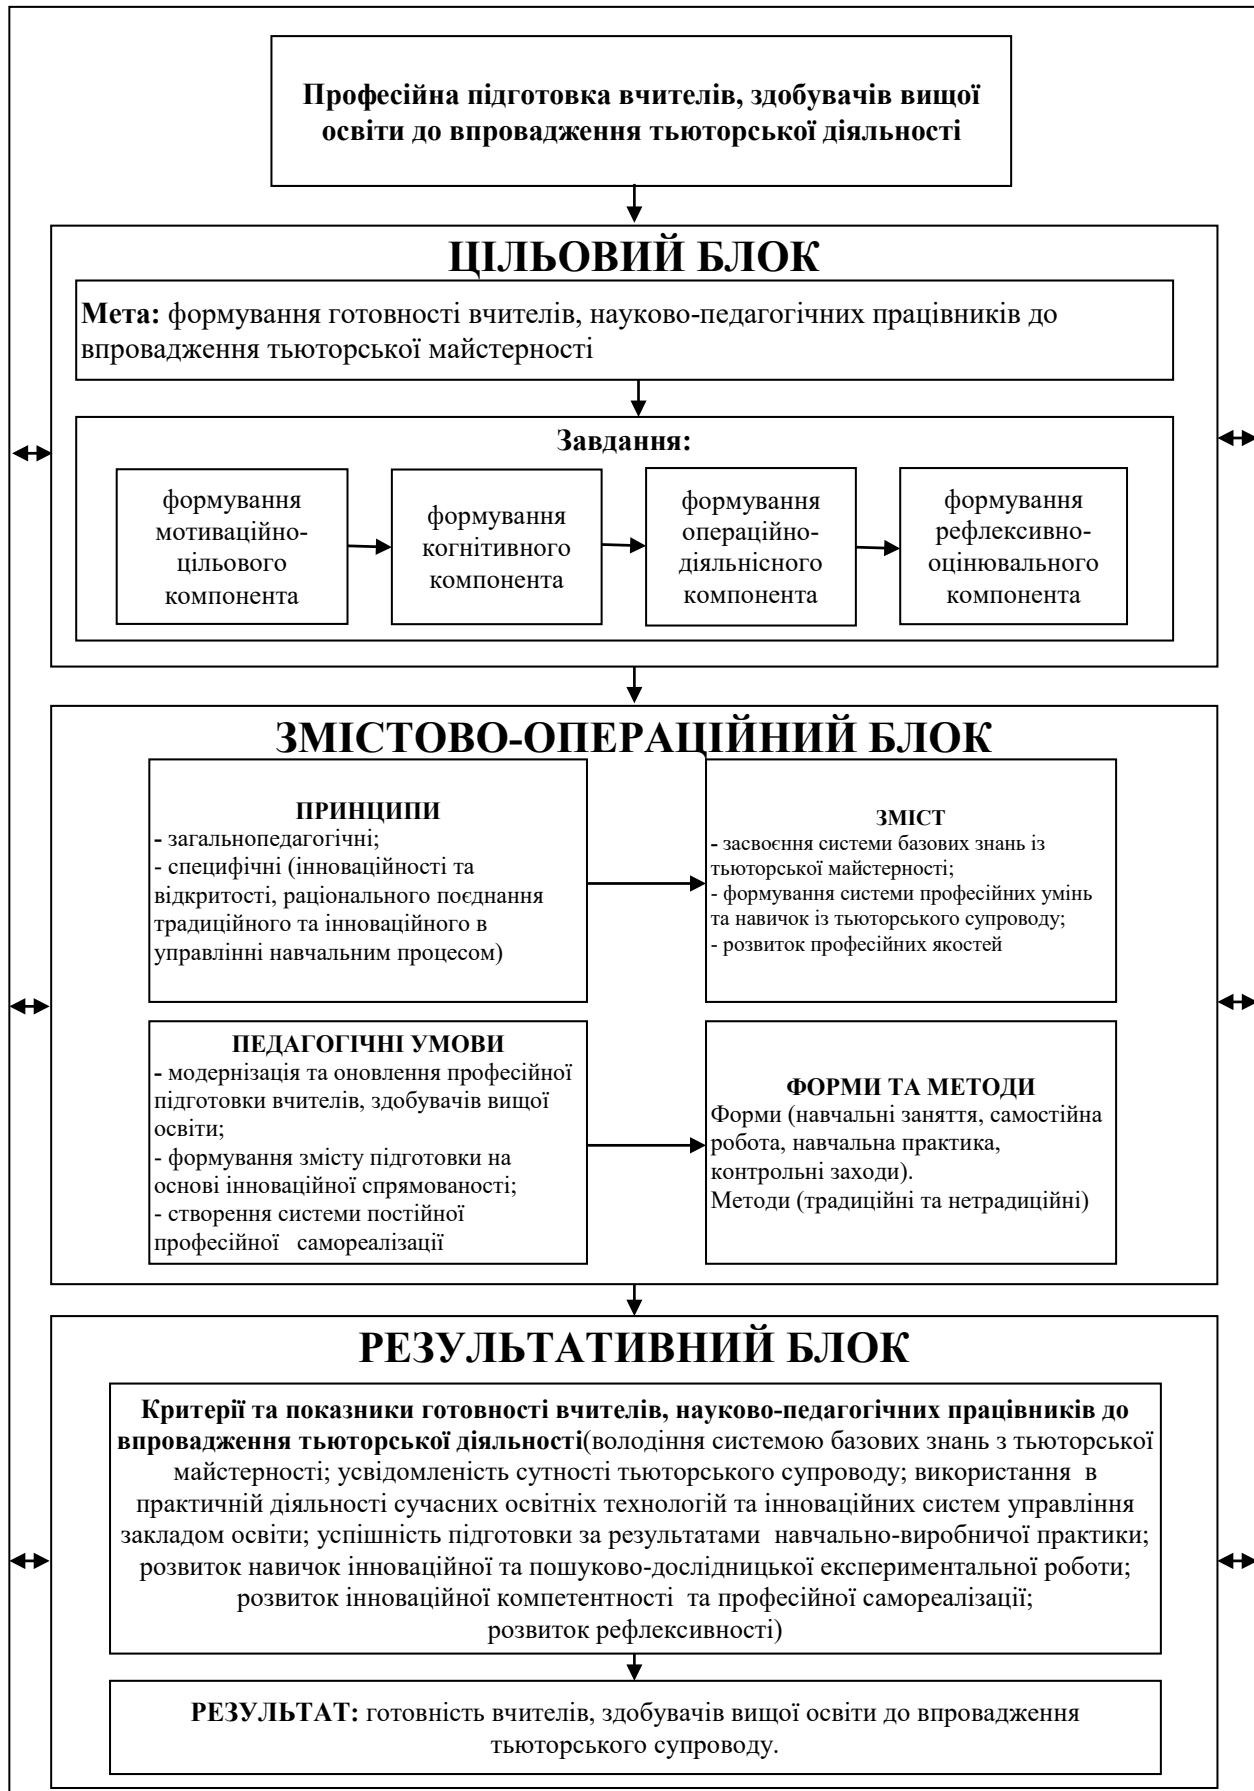 Професійна підготовка вчителів, здобувачів вищої
освіти до впровадження тьюторської діяльності
ЦІЛЬОВИЙ БЛОК
Мета: формування готовності вчителів, науково-педагогічних працівників до
впровадження тьюторської майстерності
Завдання:
формування
мотиваційно-
цільового
компонента
формування
когнітивного
компонента
формування
операційно-
діяльнісного
компонента
формування
рефлексивно-
оцінювального
компонента
ЗМІСТОВО-ОПЕРАЦІЙНИЙ БЛОК
ПРИНЦИПИ
- загальнопедагогічні;
- специфічні (інноваційності та
відкритості, раціонального поєднання
традиційного та інноваційного в
управлінні навчальним процесом)
ЗМІСТ
- засвоєння системи базових знань із
тьюторської майстерності;
- формування системи професійних умінь
та навичок із тьюторського супроводу;
- розвиток професійних якостей
ПЕДАГОГІЧНІ УМОВИ
- модернізація та оновлення професійної
підготовки вчителів, здобувачів вищої
освіти;
- формування змісту підготовки на
основі інноваційної спрямованості;
- створення системи постійної
професійної самореалізації
ФОРМИ ТА МЕТОДИ
Форми (навчальні заняття, самостійна
робота, навчальна практика,
контрольні заходи).
Методи (традиційні та нетрадиційні)
РЕЗУЛЬТАТИВНИЙ БЛОК
Критерії та показники готовності вчителів, науково-педагогічних працівників до
впровадження тьюторської діяльності(володіння системою базових знань з тьюторської
майстерності; усвідомленість сутності тьюторського супроводу; використання в
практичній діяльності сучасних освітніх технологій та інноваційних систем управління
закладом освіти; успішність підготовки за результатами навчально-виробничої практики;
розвиток навичок інноваційної та пошуково-дослідницької експериментальної роботи;
розвиток інноваційної компетентності та професійної самореалізації;
розвиток рефлексивності)
РЕЗУЛЬТАТ: готовність вчителів, здобувачів вищої освіти до впровадження
тьюторського супроводу.